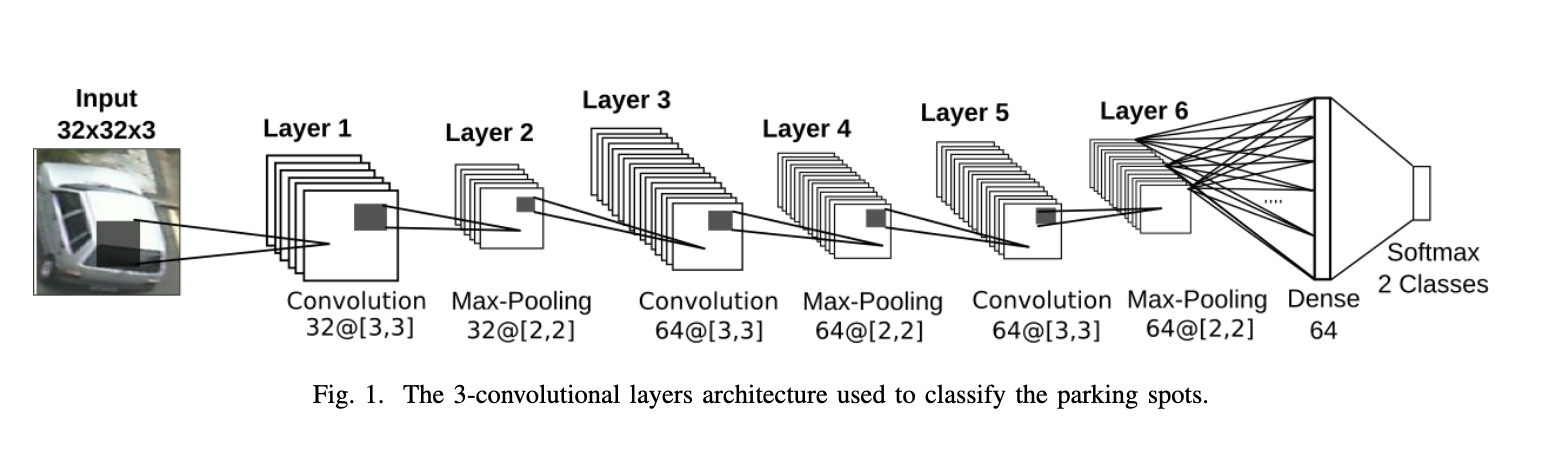 Input
32x32x3
Layer 1
Layer 2
Layer 3
Layer 4
Layer 5
Layer 6
....
Convolution
32@[3,3]
Max-Pooling
32@[2,2]
Convolution
64@[3,3]
Max-Pooling
64@[2,2]
Convolution
64@[3,3]
Max-Pooling
64@[2,2]
Dense
64
Softmax
2 Classes
Fig. 1. The 3-convolutional layers architecture used to classify the parking spots.